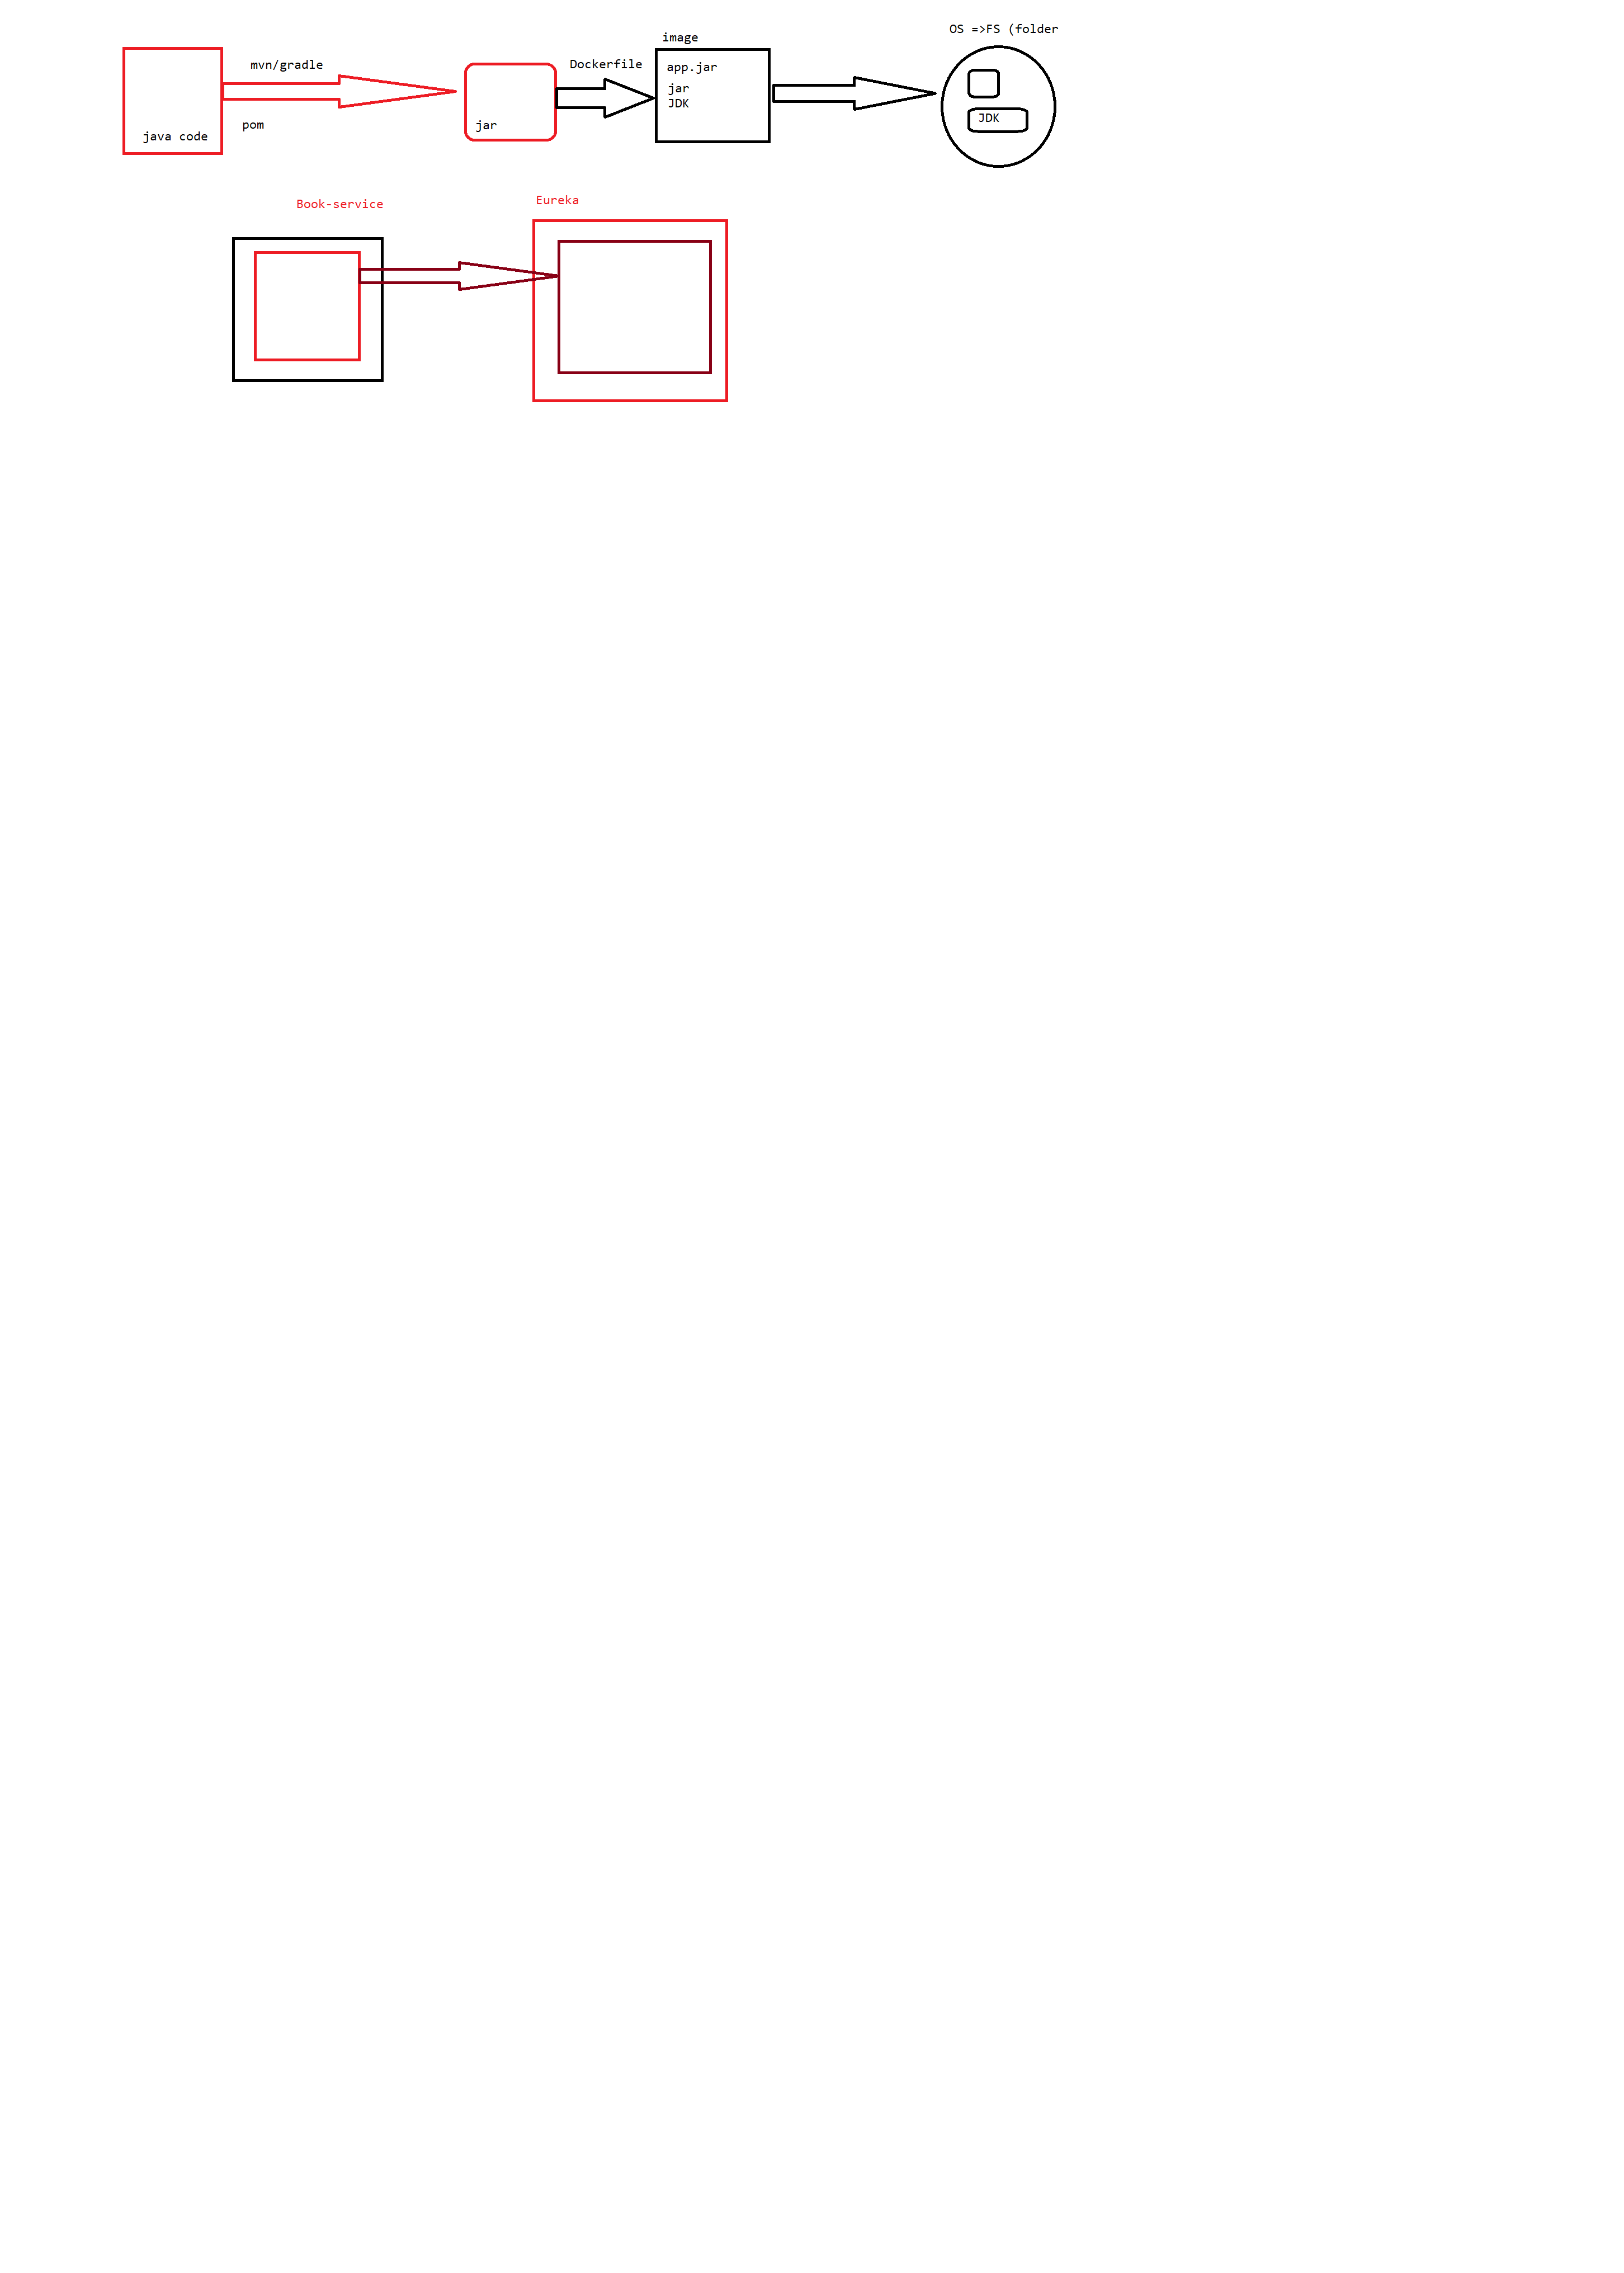 OS =>FS (folder
image
mvn/gradle
Dockerfile
app.jar
jar
JDK
JDK
pom
jar
java code
Book-service
Eureka